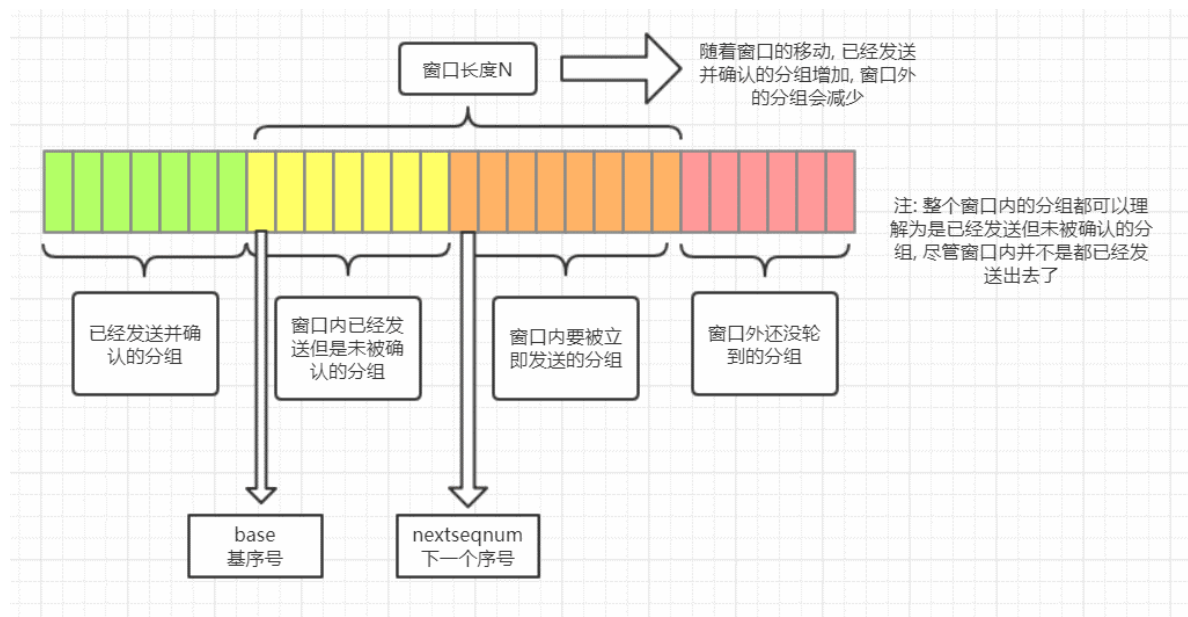 窗口长度N
随着窗口的移动, 已经发送
并确认的分组增加, 窗口外
的分组会减少
注: 整个窗口内的分组都可以理
解为是已经发送但未被确认的分
组, 尽管窗口内并不是都已经发
送出去了
已经发送并确
认的分组
窗口内已经发
送但是未被确
认的分组
窗口内要被立
即发送的分组
窗口外还没轮
到的分组
base
基序号
nextseqnum
下一个序号